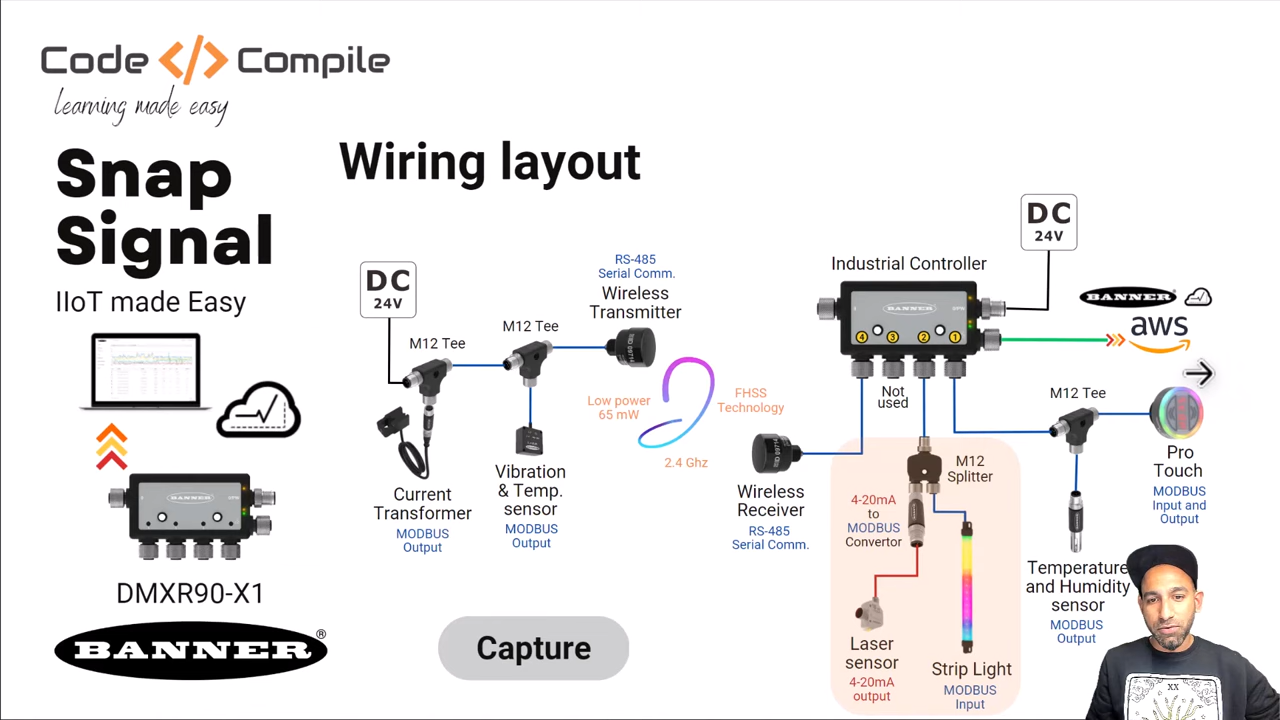 Code </> Compile
learning made easy
Snap
Signal
IIoT made Easy
DMXR90-X1
BANNER®
Wiring layout
DC
24V
M12 Tee
M12 Tee
RS-485
Serial Comm.
Wireless
Transmitter
Current
Transformer
MODBUS
Output
Vibration
& Temp.
sensor
MODBUS
Output
Low power
65 mW
FHSS
Technology
2.4 Ghz
Capture
Industrial Controller
BANNER
4
3
2
1
Not
used
DC
24V
BANNER
aws
Wireless
Receiver
RS-485
Serial Comm.
M12
Splitter
4-20mA
to
MODBUS
Convertor
Laser
sensor
4-20mA
output
Strip Light
MODBUS
Input
M12 Tee
Pro
Touch
MODBUS
Input and
Output
Temperature
and Humidity
sensor
MODBUS
Output
XX